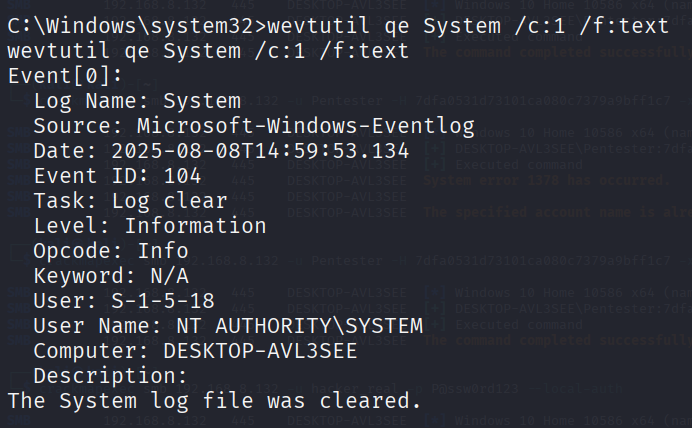 C:\Windows\system32>wevtutil qe System /c:1 /f:text
wevtutil qe System /c:1 /f:text
Event[0]:
  Log Name: System
  Source: Microsoft-Windows-Eventlog
  Date: 2025-08-08T14:59:53.134
  Event ID: 104
  Task: Log clear
  Level: Information
  Opcode: Info
  Keyword: N/A
  User: S-1-5-18
  User Name: NT AUTHORITY\SYSTEM
  Computer: DESKTOP-AVL3SEE
  Description:
The System log file was cleared.